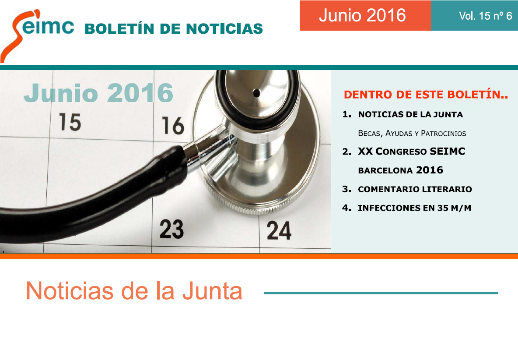 Seimc BOLETÍN DE NOTICIAS
Junio 2016
Vol. 15 nº 6
Junio 2016
15
16
23
24
DENTRO DE ESTE BOLETÍN..
1. NOTICIAS DE LA JUNTA
BECAS, AYUDAS Y PATROCINIOS
2. XX CONGRESO SEIMC
BARCELONA 2016
3. COMENTARIO LITERARIO
4. INFECCIONES EN 35 M/M
Noticias de la Junta